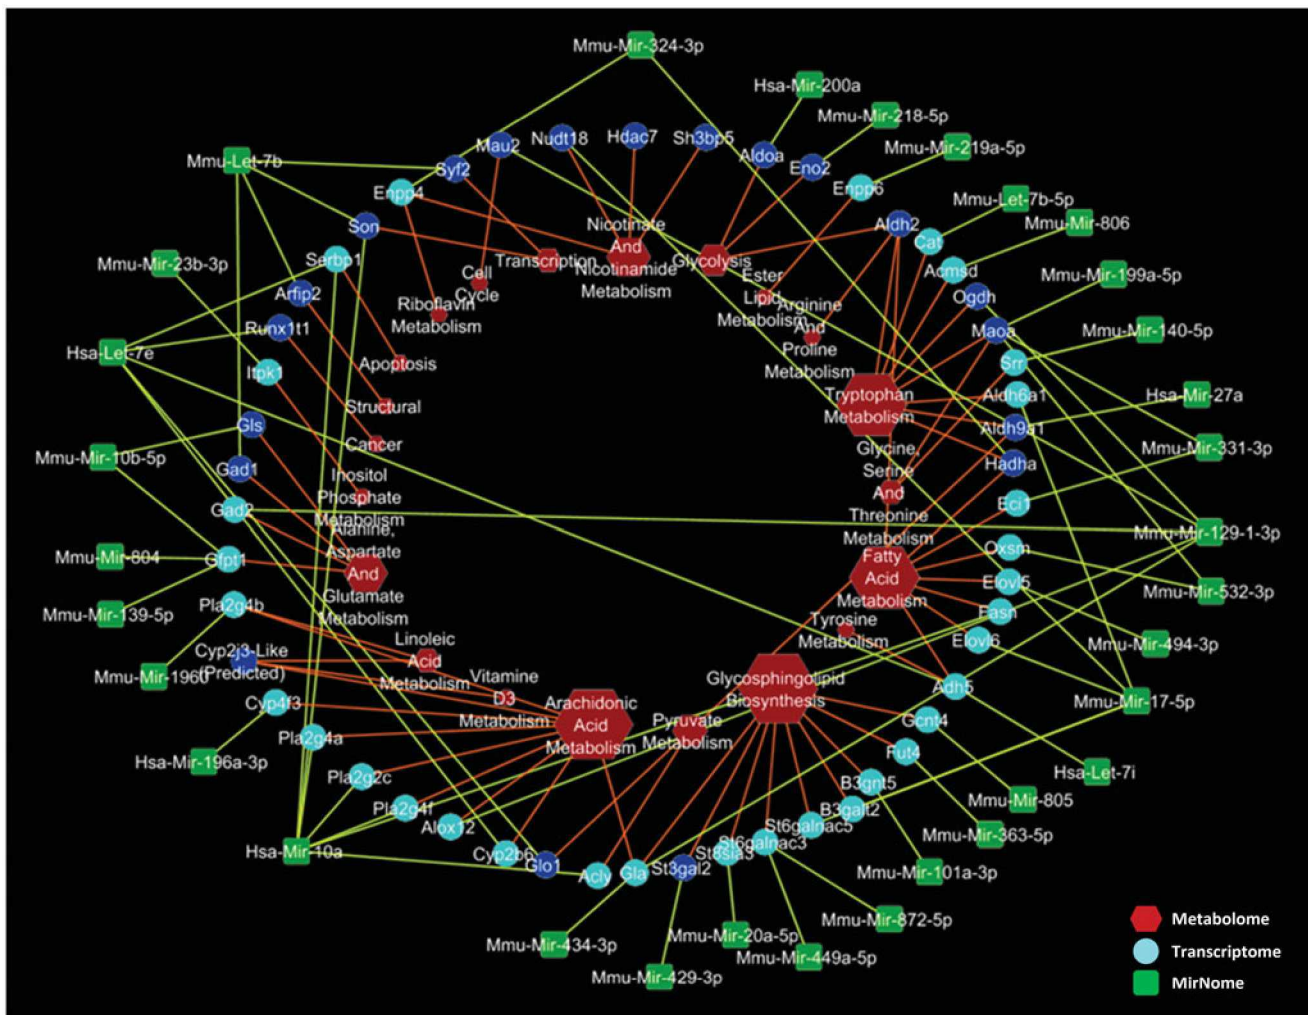 Mmu-Mir-324-3p
Hsa-Mir-200a
Mmu-Mir-218-5p
Mmu-Mir-219a-5p
Mmu-Let-7b
Mau2
Nudt18
Hdac7
Sh3bp5
Aldoa
Eno2
Enpp6
Syf2
Enpp4
Mmu-Let-7b-5p
Mmu-Mir-806
Son
Aldh2
Cat
Acmsd
Ogdh
Maoa
Srr
Aldh6a1
Aldh9a1
Hadha
Eci1
Oxsm
Elovl5
Fasn
Elovl6
Adh5
Gcnt4
Fut4
B3gnt5
B3galt2
St6galnac5
St6galnac3
St8sia3
St3gal2
Gla
Acly
Glo1
Cyp2b6
Alox12
Pla2g4f
Pla2g2c
Pla2g4a
Cyp4f3
Cyp2j3-Like
(Predicted)
Pla2g4b
Gfpt1
Gad2
Gad1
Gls
Itpk1
Runx1t1
Arfip2
Serbp1
Mmu-Mir-23b-3p
Hsa-Let-7e
Mmu-Mir-10b-5p
Mmu-Mir-804
Mmu-Mir-139-5p
Mmu-Mir-1960
Hsa-Mir-196a-3p
Hsa-Mir-10a
Mmu-Mir-434-3p
Mmu-Mir-429-3p
Mmu-Mir-20a-5p
Mmu-Mir-449a-5p
Mmu-Mir-872-5p
Mmu-Mir-101a-3p
Mmu-Mir-363-5p
Mmu-Mir-805
Hsa-Let-7i
Mmu-Mir-17-5p
Mmu-Mir-494-3p
Mmu-Mir-532-3p
Mmu-Mir-129-1-3p
Mmu-Mir-331-3p
Hsa-Mir-27a
Mmu-Mir-140-5p
Mmu-Mir-199a-5p
Nicotinate
And
Nicotinamide
Metabolism
Glycolysis
Transcription
Cell
Cycle
Riboflavin
Metabolism
Ester
Lipid
Metabolism
Arginine
And
Proline
Metabolism
Apoptosis
Structural
Cancer
Inositol
Phosphate
Metabolism
Alanine,
Aspartate
And
Glutamate
Metabolism
Tryptophan
Metabolism
Glycine,
Serine
And
Threonine
Metabolism
Fatty
Acid
Metabolism
Tyrosine
Metabolism
Glycosphingolipid
Biosynthesis
Linoleic
Acid
Metabolism
Vitamine
D3
Metabolism
Arachidonic
Acid
Metabolism
Pyruvate
Metabolism
Metabolome
Transcriptome
MirNome